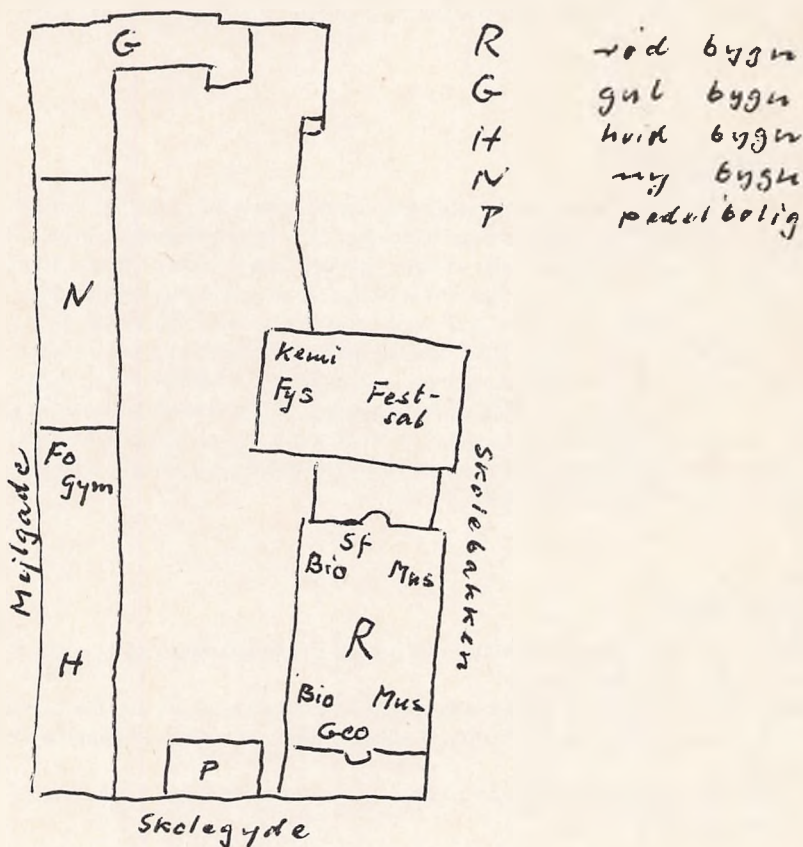 G
R rød bygn
G gul bygn
H hvid bygn
N ny bygn
P pedelbolig
N
Kemi
Fys Fest-
sal
Fo
Gym
Mejlgade
Skolebakken
Sf
Bio Mus
R
H
Bio Mus
Geo
P
Skolegyde